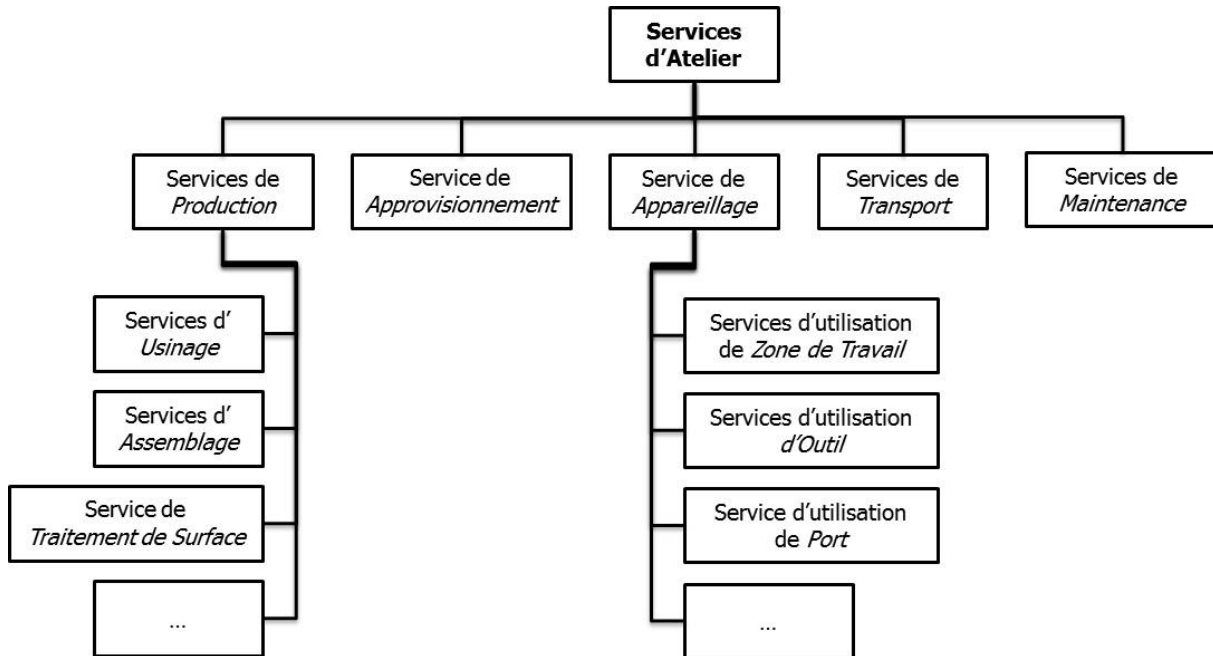 Services
d'Atelier
Services de
Production
Service de
Approvisionnement
Service de
Appareillage
Services de
Transport
Services de
Maintenance
Services d'
Usinage
Services d'
Assemblage
Service de
Traitement de Surface
...
Services d'utilisation
de Zone de Travail
Services d'utilisation
d'Outil
Service d'utilisation
de Port
...